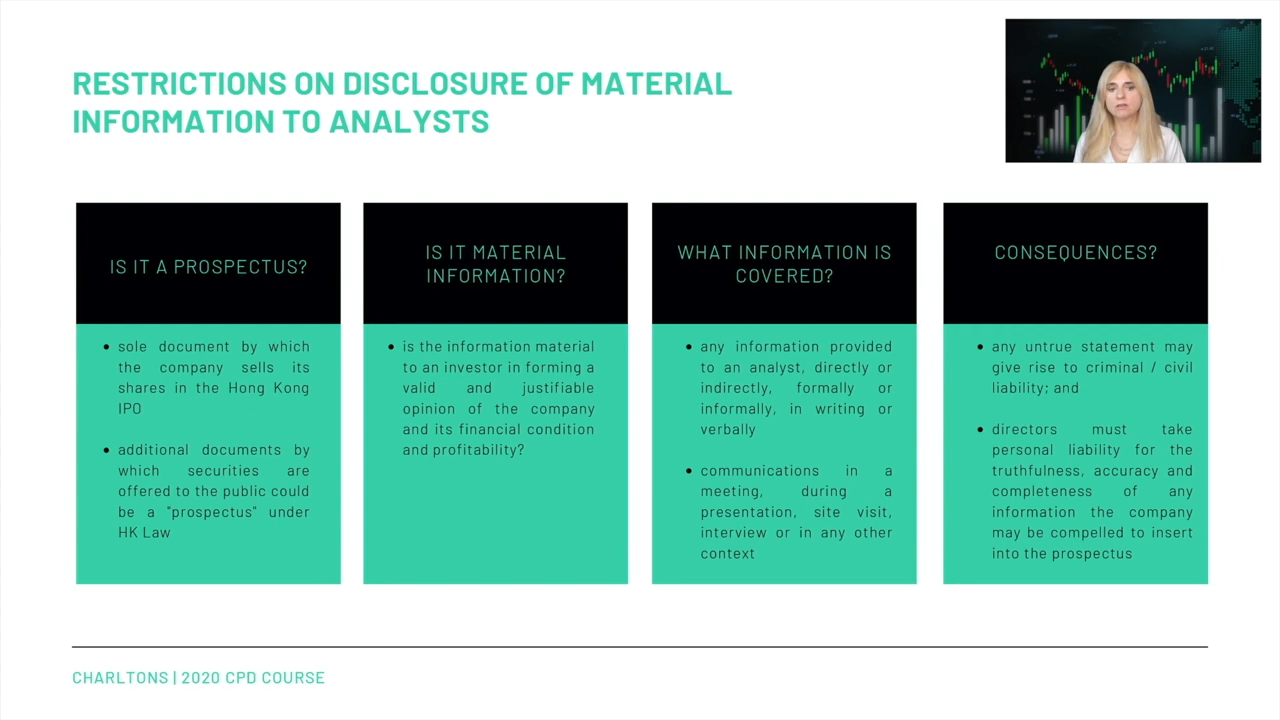 RESTRICTIONS ON DISCLOSURE OF MATERIAL
INFORMATION TO ANALYSTS
IS IT A PROSPECTUS?
sole document by which
the company sells its
shares in the Hong Kong
IPO
additional documents by
which securities are
offered to the public could
be a "prospectus" under
HK Law
IS IT MATERIAL
INFORMATION?
is the information material
to an investor in forming a
valid and justifiable
opinion of the company
and its financial condition
and profitability?
WHAT INFORMATION IS
COVERED?
any information provided
to an analyst, directly or
indirectly, formally or
informally, in writing or
verbally
communications in a
meeting, during a
presentation, site visit,
interview or in any other
context
CONSEQUENCES?
any untrue statement may
give rise to criminal / civil
liability; and
directors must take
personal liability for the
truthfulness, accuracy and
completeness of any
information the company
may be compelled to insert
into the prospectus
CHARLTONS | 2020 CPD COURSE